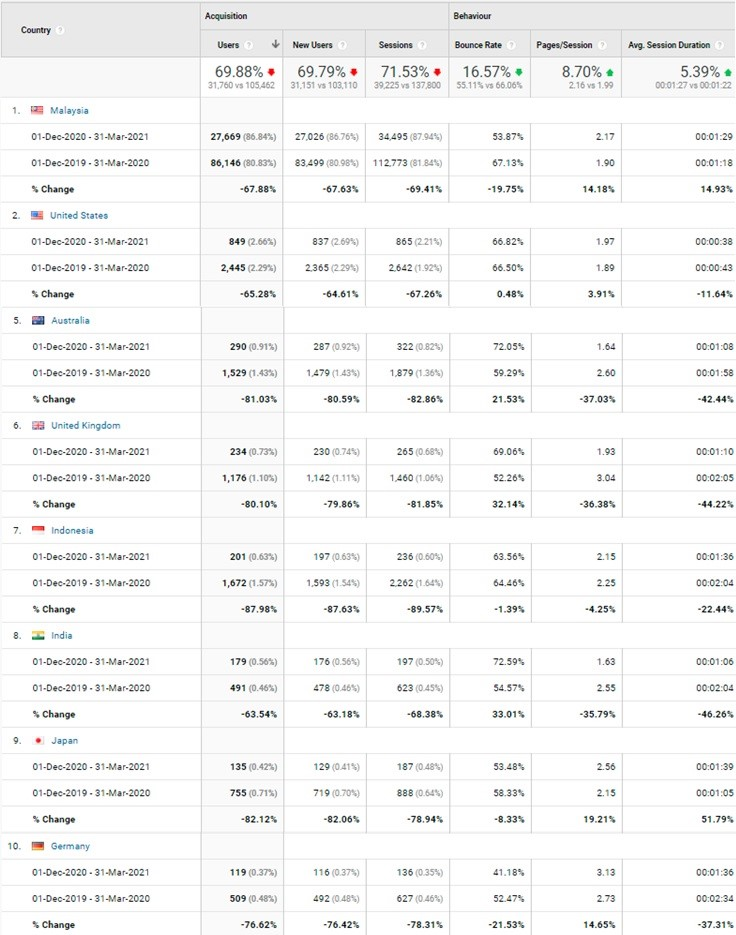 Acquisition Behaviour
Country ?
Users ? New Users ? Sessions ? Bounce Rate ? Pages/Session ? Avg. Session Duration ?
69.88% 69.79% 71.53% 16.57% 8.70% 5.39%
31,760 vs 105,462 31,151 vs 103,110 39,225 vs 137,800 55.11% vs 66.06% 2.16 vs 1.99 00:01:27 vs 00:01:22
1. Malaysia
01-Dec-2020 - 31-Mar-2021 27,669 (86.84%) 27,026 (86.76%) 34,495 (87.94%) 53.87% 2.17 00:01:29
01-Dec-2019 - 31-Mar-2020 86,146 (80.83%) 83,499 (80.98%) 112,773 (81.84%) 67.13% 1.90 00:01:18
% Change -67.88% -67.63% -69.41% -19.75% 14.18% 14.93%
2. United States
01-Dec-2020 - 31-Mar-2021 849 (2.66%) 837 (2.69%) 865 (2.21%) 66.82% 1.97 00:00:38
01-Dec-2019 - 31-Mar-2020 2,445 (2.29%) 2,365 (2.29%) 2,642 (1.92%) 66.50% 1.89 00:00:43
% Change -65.28% -64.61% -67.26% 0.48% 3.91% -11.64%
5. Australia
01-Dec-2020 - 31-Mar-2021 290 (0.91%) 287 (0.92%) 322 (0.82%) 72.05% 1.64 00:01:08
01-Dec-2019 - 31-Mar-2020 1,529 (1.43%) 1,479 (1.43%) 1,879 (1.36%) 59.29% 2.60 00:01:58
% Change -81.03% -80.59% -82.86% 21.53% -37.03% -42.44%
6. United Kingdom
01-Dec-2020 - 31-Mar-2021 234 (0.73%) 230 (0.74%) 265 (0.68%) 69.06% 1.93 00:01:10
01-Dec-2019 - 31-Mar-2020 1,176 (1.10%) 1,142 (1.11%) 1,460 (1.06%) 52.26% 3.04 00:02:05
% Change -80.10% -79.86% -81.85% 32.14% -36.38% -44.22%
7. Indonesia
01-Dec-2020 - 31-Mar-2021 201 (0.63%) 197 (0.63%) 236 (0.60%) 63.56% 2.15 00:01:36
01-Dec-2019 - 31-Mar-2020 1,672 (1.57%) 1,593 (1.54%) 2,262 (1.64%) 64.46% 2.25 00:02:04
% Change -87.98% -87.63% -89.57% -1.39% -4.25% -22.44%
8. India
01-Dec-2020 - 31-Mar-2021 179 (0.56%) 176 (0.56%) 197 (0.50%) 72.59% 1.63 00:01:06
01-Dec-2019 - 31-Mar-2020 491 (0.46%) 478 (0.46%) 623 (0.45%) 54.57% 2.55 00:02:04
% Change -63.54% -63.18% -68.38% 33.01% -35.79% -46.26%
9. Japan
01-Dec-2020 - 31-Mar-2021 135 (0.42%) 129 (0.41%) 187 (0.48%) 53.48% 2.56 00:01:39
01-Dec-2019 - 31-Mar-2020 755 (0.71%) 719 (0.70%) 888 (0.64%) 58.33% 2.15 00:01:05
% Change -82.12% -82.06% -78.94% -8.33% 19.21% 51.79%
10. Germany
01-Dec-2020 - 31-Mar-2021 119 (0.37%) 116 (0.37%) 136 (0.35%) 41.18% 3.13 00:01:36
01-Dec-2019 - 31-Mar-2020 509 (0.48%) 492 (0.48%) 627 (0.46%) 52.47% 2.73 00:02:34
% Change -76.62% -76.42% -78.31% -21.53% 14.65% -37.31%